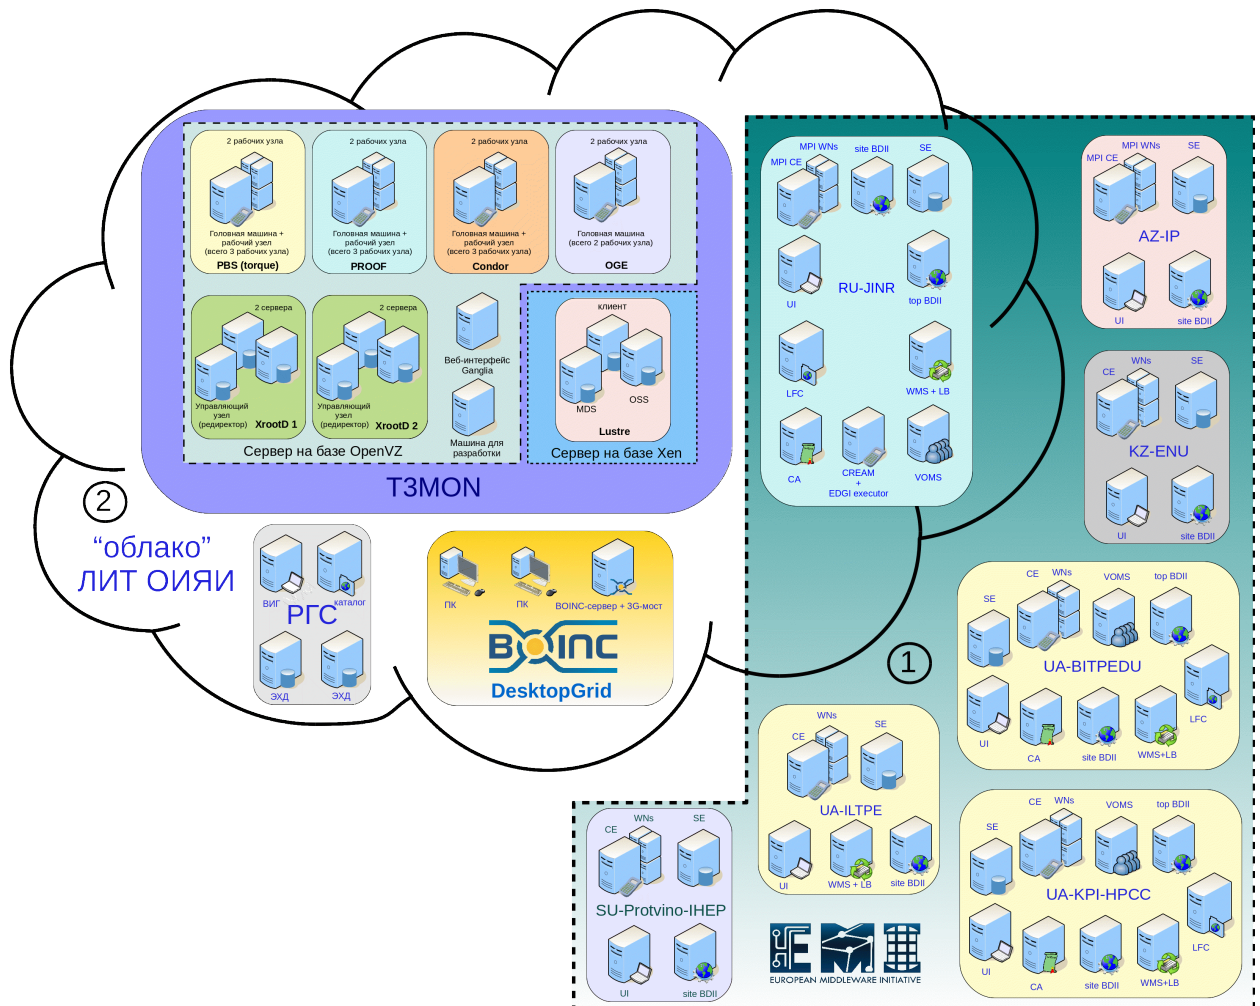 2 рабочих узла
Головная машина +
рабочий узел
(всего 3 рабочих узла)
PBS (torque)
2 рабочих узла
Головная машина +
рабочий узел
(всего 3 рабочих узла)
PROOF
2 рабочих узла
Головная машина +
рабочий узел
(всего 3 рабочих узла)
Condor
2 рабочих узла
Головная машина
(всего 2 рабочих узла)
OGE
2 сервера
Управляющий
узел
(редиректор)
XrootD 1
2 сервера
Управляющий
узел
(редиректор)
XrootD 2
Веб-интерфейс
Ganglia
Машина для
разработки
Сервер на базе OpenVZ
клиент
MDS
OSS
Lustre
Сервер на базе Xen
T3MON
2
“облако”
ЛИТ ОИЯИ
ВИГ
каталог
РГС
ЭХД
ЭХД
ПК
ПК
BOINC-сервер + 3G-мост
BOINC
DesktopGrid
MPI WNs
MPI CE
site BDII
SE
UI
RU-JINR
top BDII
LFC
WMS + LB
CA
CREAM
+
EDGI executor
VOMS
MPI WNs
MPI CE
SE
AZ-IP
UI
site BDII
WNs
CE
SE
KZ-ENU
UI
site BDII
1
CE
WNs
VOMS
top BDII
SE
UA-BITPEDU
LFC
UI
CA
site BDII
WMS+LB
WNs
CE
SE
UA-ILTPE
UI
WMS + LB
site BDII
CE
WNs
VOMS
top BDII
SE
UA-KPI-HPCC
LFC
UI
CA
site BDII
WMS+LB
WNs
CE
SE
SU-Protvino-IHEP
UI
site BDII
EMI
EUROPEAN MIDDLEWARE INITIATIVE